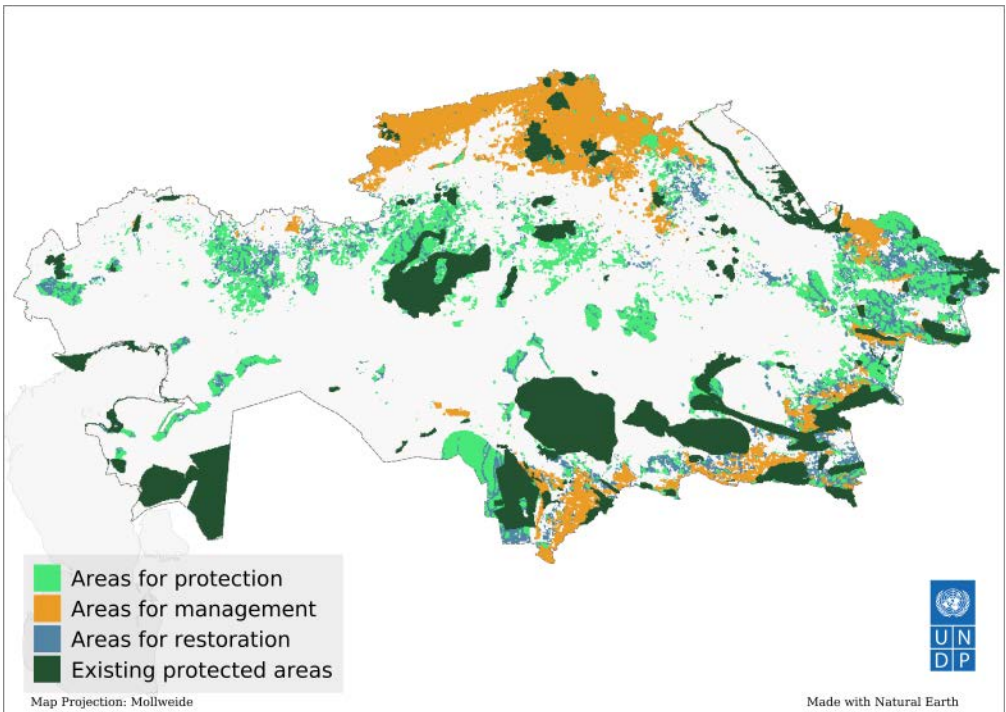 Areas for protection
Areas for management
Areas for restoration
Existing protected areas
U N
D P
Map Projection: Mollweide
Made with Natural Earth